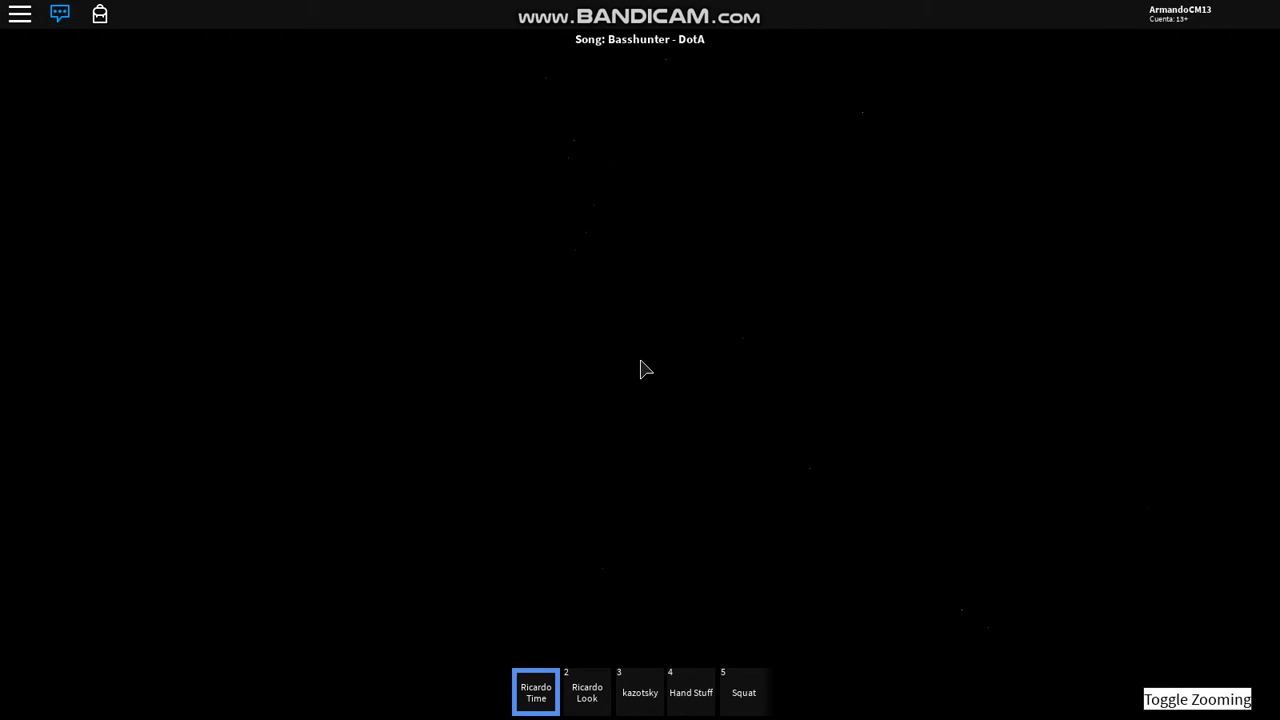 www.BANDICAM.com
ArmandoCM13
Cuenta: 13+
Song: Basshunter - DotA
Ricardo
Time
2
Ricardo
Look
3
kazotsky
4
Hand Stuff
5
Squat
Toggle Zooming